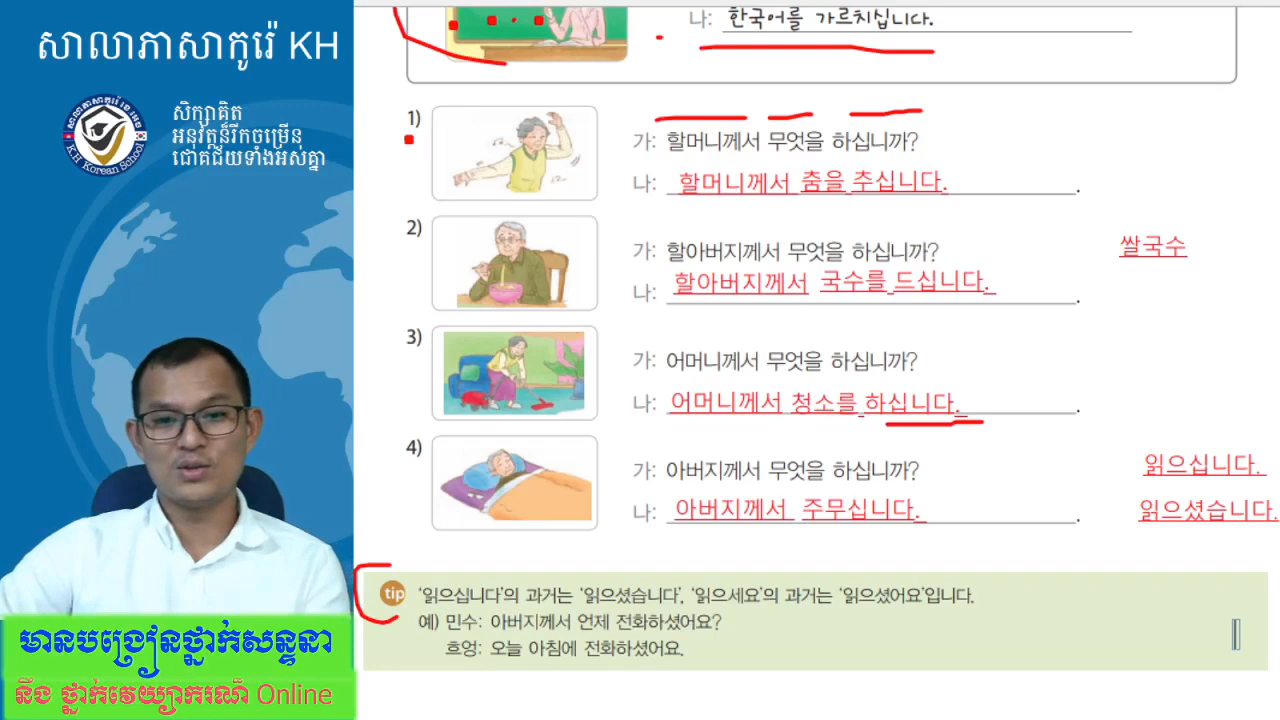 សាលាភាសាកូរ៉េ KH
សិក្សាគិត
អនុវត្តន៍រីកចម្រើន
ជោគជ័យទាំងអស់គ្នា
សាលាភាសាកូរ៉េ ខេ អេច
K.H Korean School
មានបង្រៀនថ្នាក់សន្ទនា
នឹង ថ្នាក់វេយ្យាករណ៍ Online
나: 한국어를 가르치십니다.
1)
가: 할머니께서 무엇을 하십니까?
나: 할머니께서 춤을 추십니다.
2)
가: 할아버지께서 무엇을 하십니까?
쌀국수
나: 할아버지께서 국수를 드십니다.
3)
가: 어머니께서 무엇을 하십니까?
나: 어머니께서 청소를 하십니다.
4)
가: 아버지께서 무엇을 하십니까?
읽으십니다.
나: 아버지께서 주무십니다.
읽으셨습니다.
tip '읽으십니다'의 과거는 '읽으셨습니다', '읽으세요'의 과거는 '읽으셨어요'입니다.
예) 민수: 아버지께서 언제 전화하셨어요?
흐엉: 오늘 아침에 전화하셨어요.